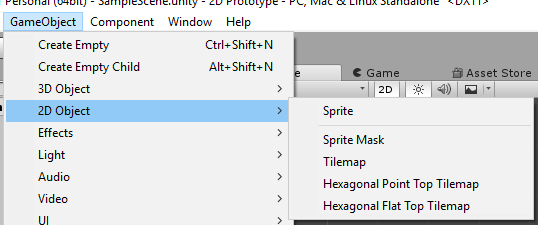 Personal (64bit) - SampleScene.unity - 2D Prototype - PC, Mac & Linux Standalone* <DX11>
GameObject Component Window Help
Create Empty Ctrl+Shift+N
Create Empty Child Alt+Shift+N
Game Asset Store
3D Object
2D
2D Object
Sprite
Effects
Sprite Mask
Light
Tilemap
Audio
Hexagonal Point Top Tilemap
Video
Hexagonal Flat Top Tilemap
UI